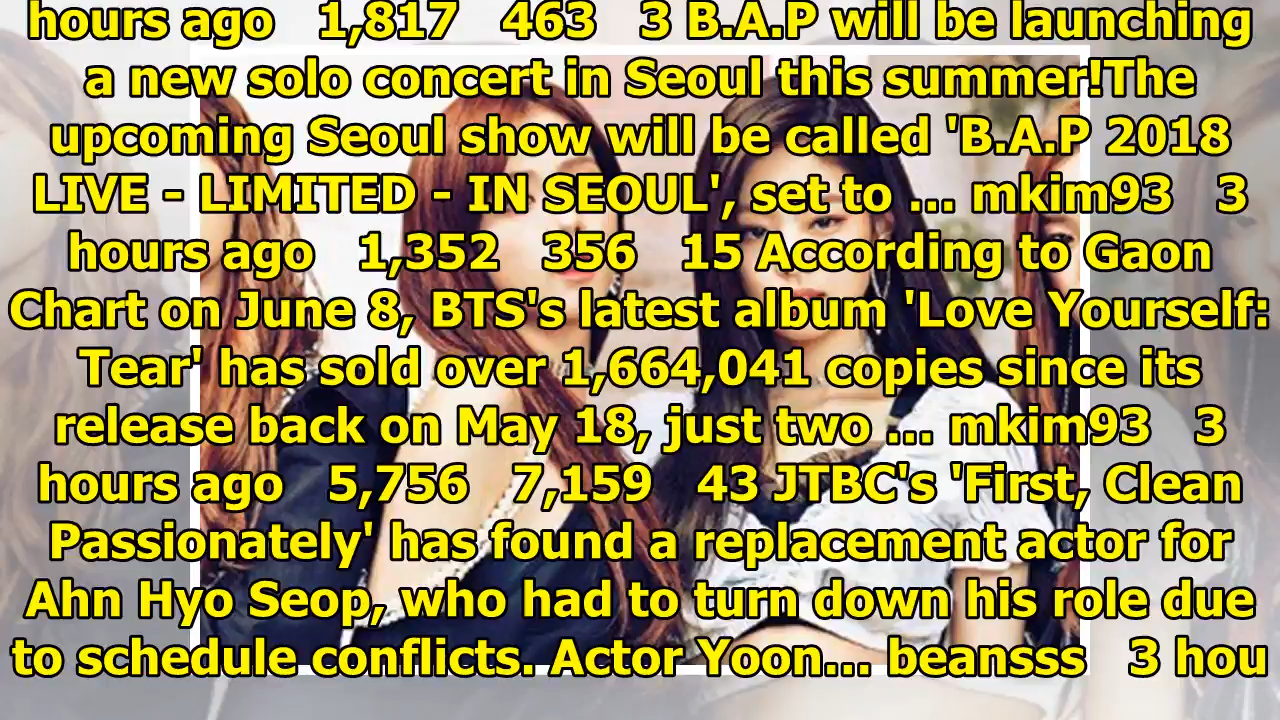 hours ago 1,817 463 3 B.A.P will be launching
a new solo concert in Seoul this summer!The
upcoming Seoul show will be called 'B.A.P 2018
LIVE - LIMITED - IN SEOUL', set to ... mkim93 3
hours ago 1,352 356 15 According to Gaon
Chart on June 8, BTS's latest album 'Love Yourself:
Tear' has sold over 1,664,041 copies since its
release back on May 18, just two ... mkim93 3
hours ago 5,756 7,159 43 JTBC's 'First, Clean
Passionately' has found a replacement actor for
Ahn Hyo Seop, who had to turn down his role due
to schedule conflicts. Actor Yoon... beansss 3 hou